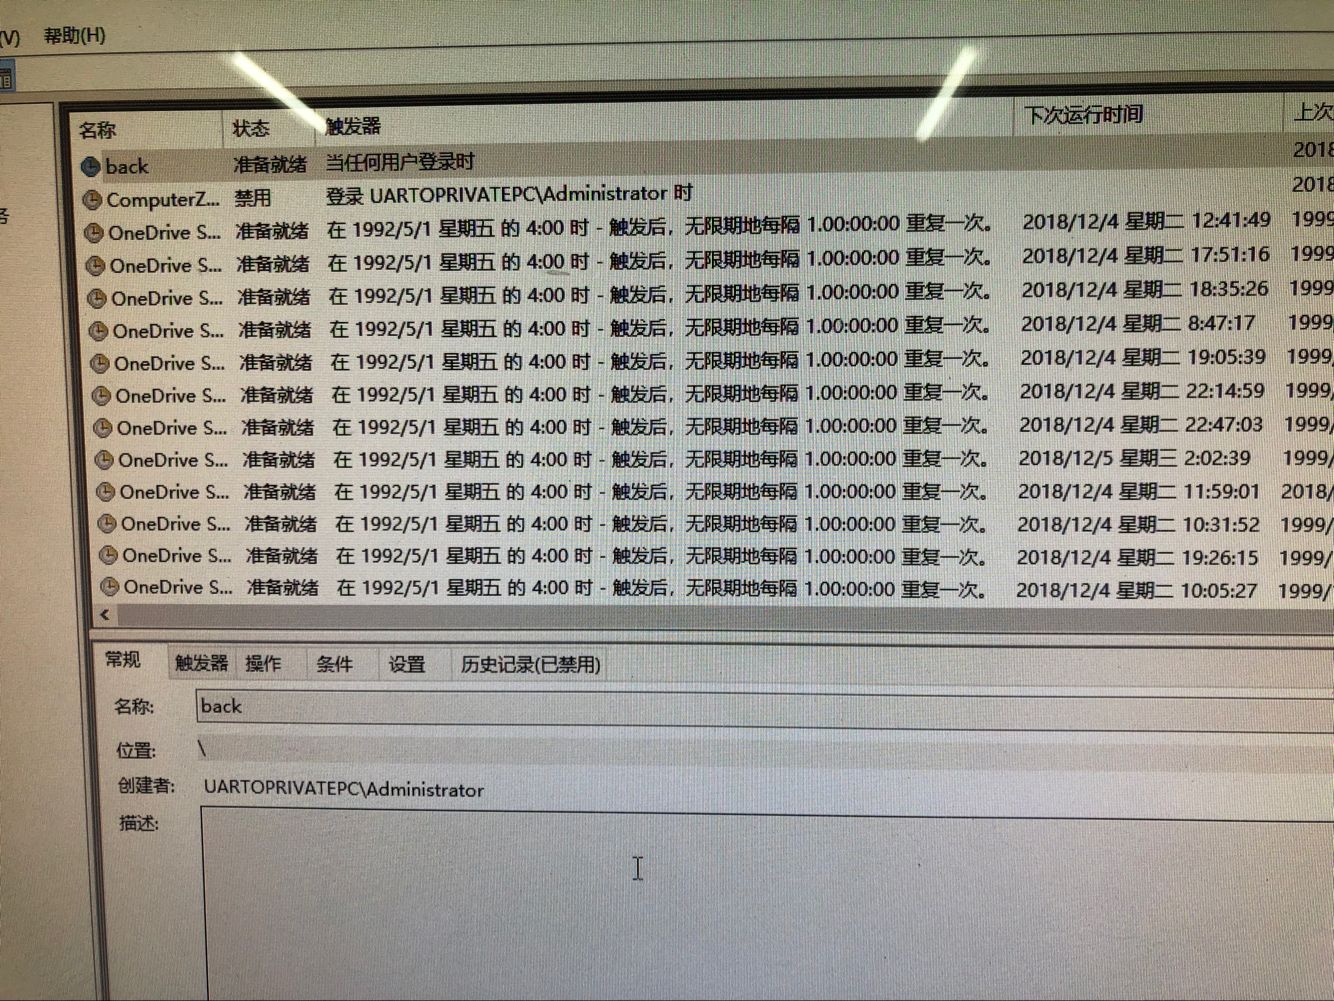 (V) 帮助(H)
名称 状态 触发器 下次运行时间 上次
back 准备就绪 当任何用户登录时 2018
ComputerZ... 禁用 登录 UARTOPRIVATEPC\Administrator 时 2018
OneDrive S... 准备就绪 在 1992/5/1 星期五 的 4:00 时 - 触发后，无限期地每隔 1.00:00:00 重复一次。 2018/12/4 星期二 12:41:49 1999
OneDrive S... 准备就绪 在 1992/5/1 星期五 的 4:00 时 - 触发后，无限期地每隔 1.00:00:00 重复一次。 2018/12/4 星期二 17:51:16 1999
OneDrive S... 准备就绪 在 1992/5/1 星期五 的 4:00 时 - 触发后，无限期地每隔 1.00:00:00 重复一次。 2018/12/4 星期二 18:35:26 1999
OneDrive S... 准备就绪 在 1992/5/1 星期五 的 4:00 时 - 触发后，无限期地每隔 1.00:00:00 重复一次。 2018/12/4 星期二 8:47:17 1999
OneDrive S... 准备就绪 在 1992/5/1 星期五 的 4:00 时 - 触发后，无限期地每隔 1.00:00:00 重复一次。 2018/12/4 星期二 19:05:39 1999/
OneDrive S... 准备就绪 在 1992/5/1 星期五 的 4:00 时 - 触发后，无限期地每隔 1.00:00:00 重复一次。 2018/12/4 星期二 22:14:59 1999/
OneDrive S... 准备就绪 在 1992/5/1 星期五 的 4:00 时 - 触发后，无限期地每隔 1.00:00:00 重复一次。 2018/12/4 星期二 22:47:03 1999/
OneDrive S... 准备就绪 在 1992/5/1 星期五 的 4:00 时 - 触发后，无限期地每隔 1.00:00:00 重复一次。 2018/12/5 星期三 2:02:39 1999/
OneDrive S... 准备就绪 在 1992/5/1 星期五 的 4:00 时 - 触发后，无限期地每隔 1.00:00:00 重复一次。 2018/12/4 星期二 11:59:01 2018/
OneDrive S... 准备就绪 在 1992/5/1 星期五 的 4:00 时 - 触发后，无限期地每隔 1.00:00:00 重复一次。 2018/12/4 星期二 10:31:52 1999/
OneDrive S... 准备就绪 在 1992/5/1 星期五 的 4:00 时 - 触发后，无限期地每隔 1.00:00:00 重复一次。 2018/12/4 星期二 19:26:15 1999/
OneDrive S... 准备就绪 在 1992/5/1 星期五 的 4:00 时 - 触发后，无限期地每隔 1.00:00:00 重复一次。 2018/12/4 星期二 10:05:27 1999/
常规 触发器 操作 条件 设置 历史记录(已禁用)
名称: back
位置: \
创建者: UARTOPRIVATEPC\Administrator
描述: